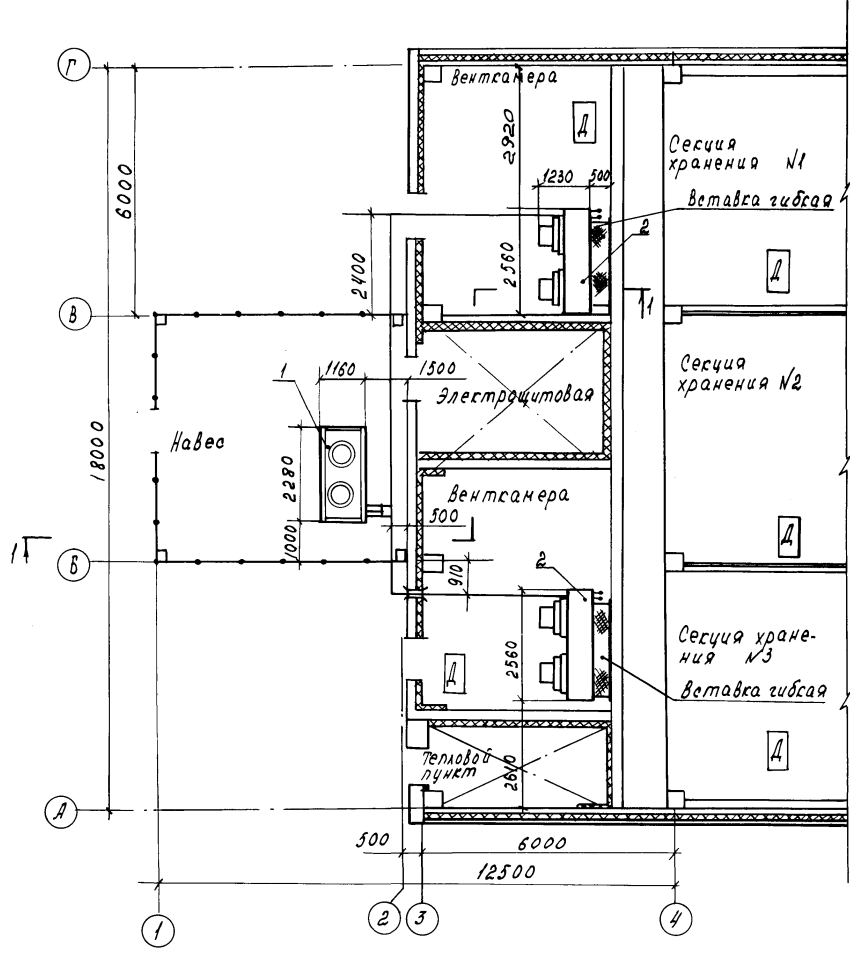 Г
Венткамера
Д
2920
Секция
хранения №1
1230
500
Вставка гибкая
6000
2
2400
2560
Д
1
В
1160
1500
1
Электрощитовая
Секция
хранения №2
Навес
18000
2280
Венткамера
500
1000
1
Д
Б
910
2
Секция хране-
ния №3
2560
Д
Вставка гибкая
Тепловой
пункт
2600
Д
А
500
6000
12500
1
2
3
4